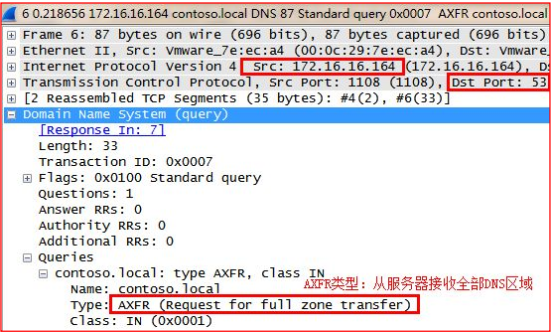 6 0.218656 172.16.16.164 contoso.local DNS 87 Standard query 0x0007 AXFR contoso.local
Frame 6: 87 bytes on wire (696 bits), 87 bytes captured (696 bits)
Ethernet II, Src: Vmware_7e:ec:a4 (00:0c:29:7e:ec:a4), Dst: Vmware
Internet Protocol Version 4, Src: 172.16.16.164 (172.16.16.164), Ds
Transmission Control Protocol, Src Port: 1108 (1108), Dst Port: 53
[2 Reassembled TCP Segments (35 bytes): #4(2), #6(33)]
Domain Name System (query)
[Response In: 7]
Length: 33
Transaction ID: 0x0007
Flags: 0x0100 Standard query
Questions: 1
Answer RRs: 0
Authority RRs: 0
Additional RRs: 0
Queries
contoso.local: type AXFR, class IN
AXFR类型：从服务器接收全部DNS区域
Name: contoso.local
Type: AXFR (Request for full zone transfer)
Class: IN (0x0001)